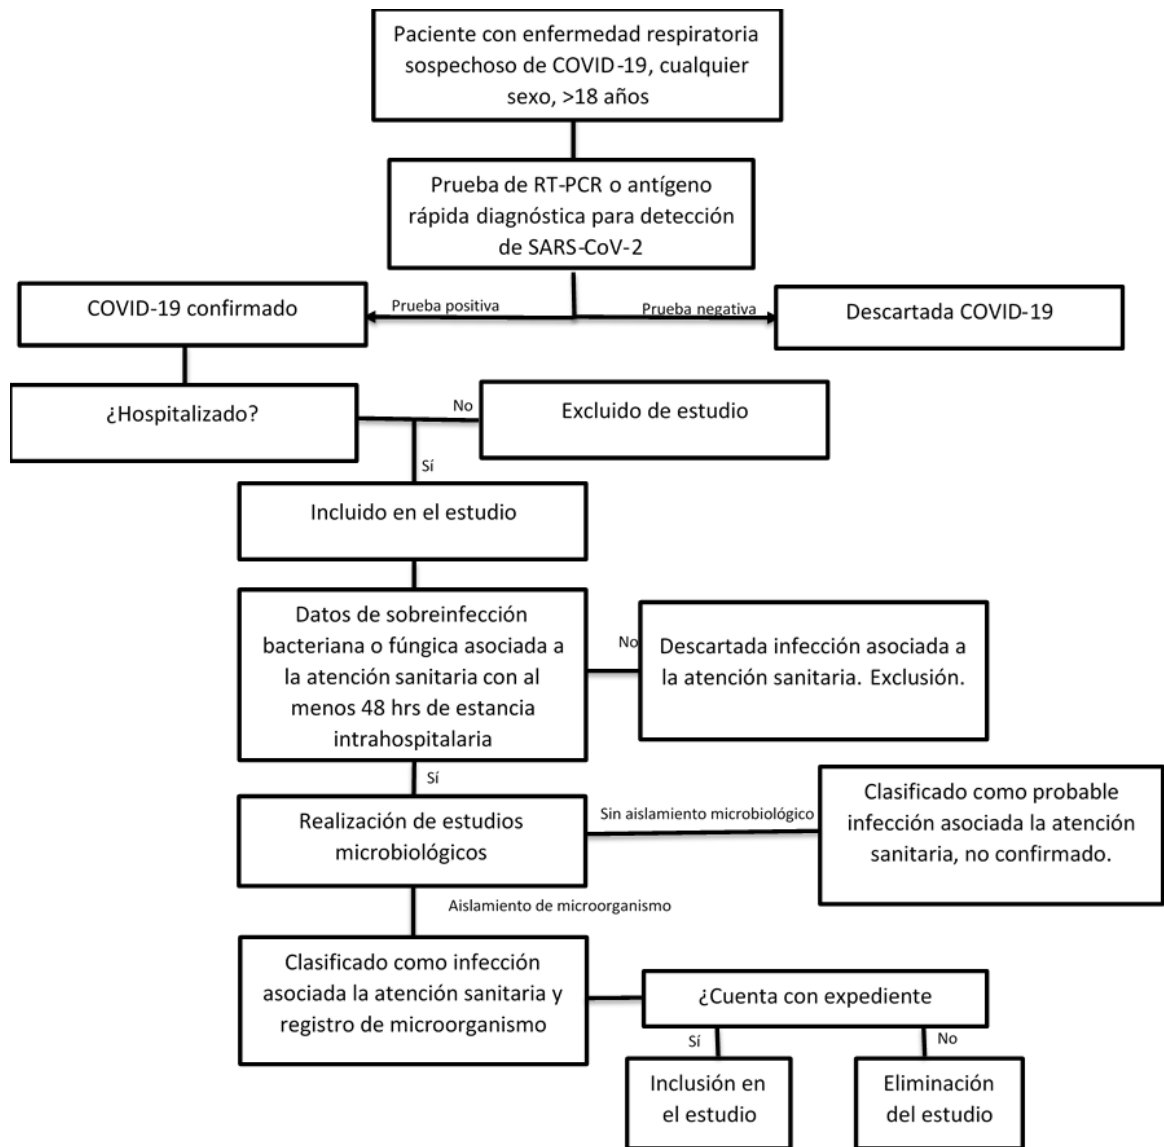 Paciente con enfermedad respiratoria
sospechoso de COVID-19, cualquier
sexo, >18 años
Prueba de RT-PCR o antígeno
rápida diagnóstica para detección
de SARS-CoV-2
COVID-19 confirmado
Prueba positiva
Prueba negativa
Descartada COVID-19
¿Hospitalizado?
No
Excluido de estudio
Sí
Incluido en el estudio
Datos de sobreinfección
bacteriana o fúngica asociada a
la atención sanitaria con al
menos 48 hrs de estancia
intrahospitalaria
No
Descartada infección asociada a
la atención sanitaria. Exclusión.
Sí
Realización de estudios
microbiológicos
Sin aislamiento microbiológico
Clasificado como probable
infección asociada la atención
sanitaria, no confirmado.
Aislamiento de microorganismo
Clasificado como infección
asociada la atención sanitaria y
registro de microorganismo
¿Cuenta con expediente
Sí
No
Inclusión en
el estudio
Eliminación
del estudio